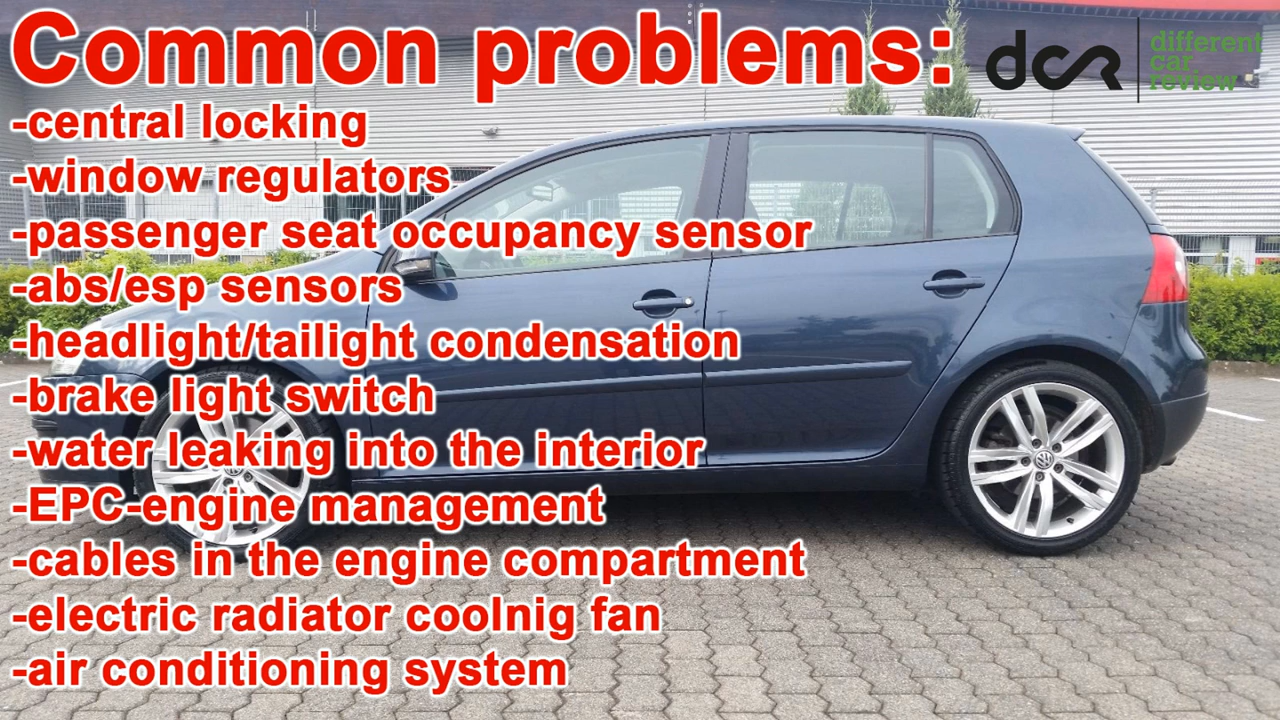 Common problems:
dcr
different
car
review
-central locking
-window regulators
-passenger seat occupancy sensor
-abs/esp sensors
-headlight/tailight condensation
-brake light switch
-water leaking into the interior
-EPC-engine management
-cables in the engine compartment
-electric radiator coolnig fan
-air conditioning system